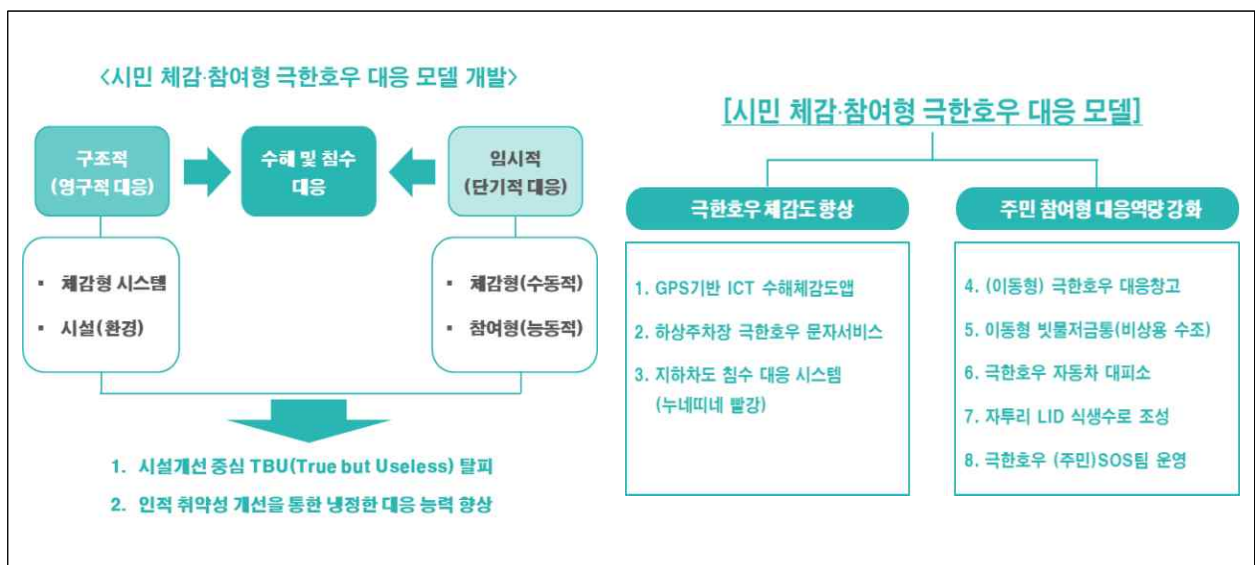 <시민 체감·참여형 극한호우 대응 모델 개발>
구조적
(영구적 대응)
수해 및 침수
대응
임시적
(단기적 대응)
▪ 체감형 시스템
▪ 시설(환경)
▪ 체감형(수동적)
▪ 참여형(능동적)
1. 시설개선 중심 TBU(True but Useless) 탈피
2. 인적 취약성 개선을 통한 냉정한 대응 능력 향상
[시민 체감·참여형 극한호우 대응 모델]
극한호우 체감도 향상
1. GPS기반 ICT 수해체감도앱
2. 하상주차장 극한호우 문자서비스
3. 지하차도 침수 대응 시스템
(누네띠네 빨강)
주민 참여형 대응역량 강화
4. (이동형) 극한호우 대응창고
5. 이동형 빗물저금통(비상용 수조)
6. 극한호우 자동차 대피소
7. 자투리 LID 식생수로 조성
8. 극한호우 (주민)SOS팀 운영